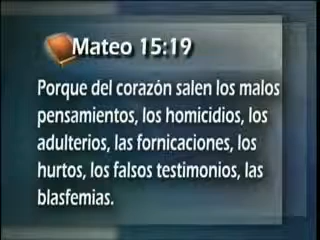 Mateo 15:19
Porque del corazón salen los malos
pensamientos, los homicidios, los
adulterios, las fornicaciones, los
hurtos, los falsos testimonios, las
blasfemias.